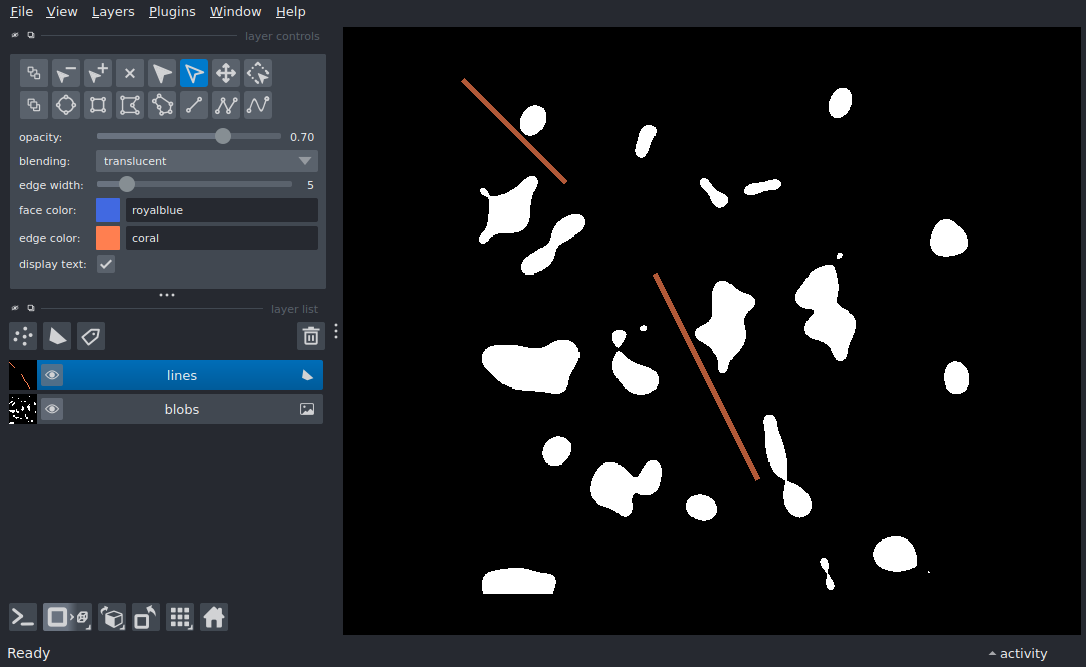 File View Layers Plugins Window Help
layer controls
opacity: 0.70
blending: translucent
edge width: 5
face color: royalblue
edge color: coral
display text:
layer list
lines
blobs
Ready
activity